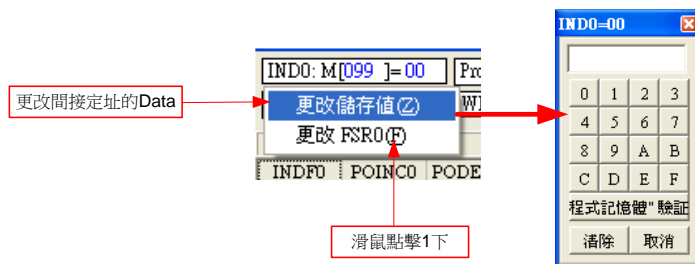 IND0=00
IND0: M[099 ]= 00
更改間接定址的Data
更改儲存值(Z)
更改 FSR0(F)
INDF0 POINC0 PODE
滑鼠點擊1下
0 1 2 3
4 5 6 7
8 9 A B
C D E F
程式記憶體" 驗証
清除 取消